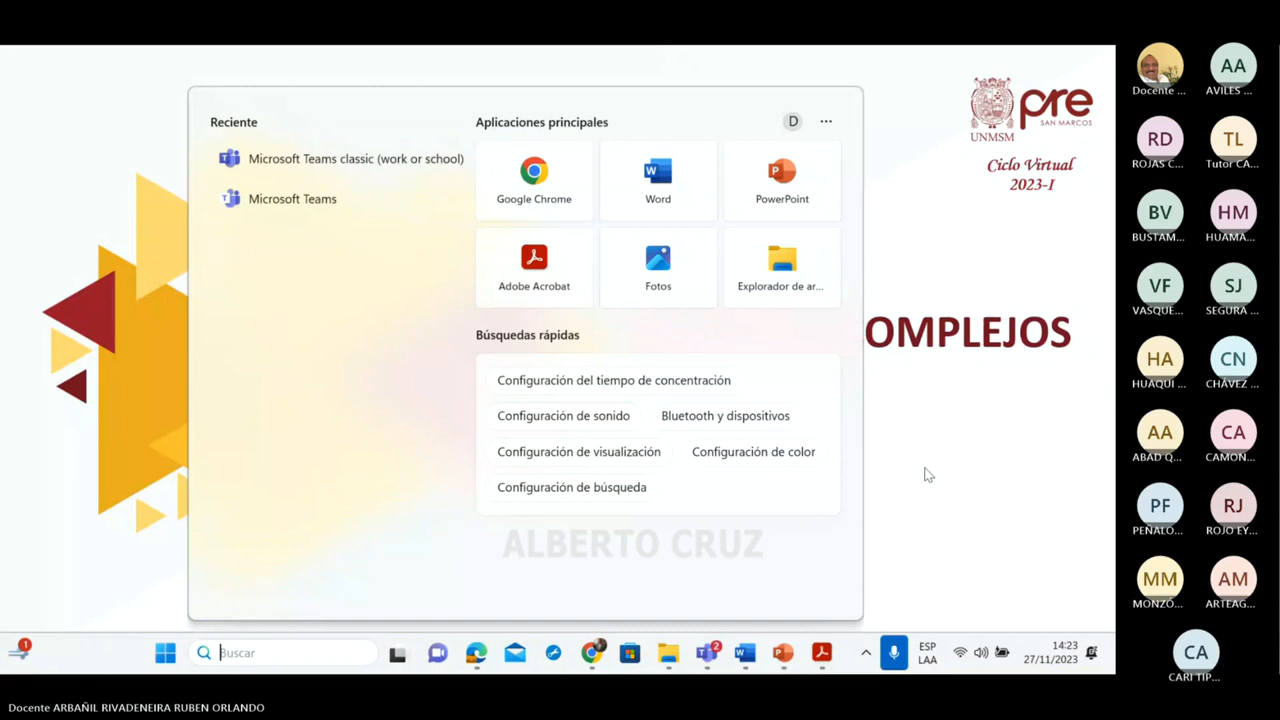 Reciente
Microsoft Teams classic (work or school)
Microsoft Teams
Aplicaciones principales
D
...
Google Chrome
Word
PowerPoint
Adobe Acrobat
Fotos
Explorador de ar...
Búsquedas rápidas
Configuración del tiempo de concentración
Configuración de sonido
Bluetooth y dispositivos
Configuración de visualización
Configuración de color
Configuración de búsqueda
ALBERTO CRUZ
UNMSM
pre
SAN MARCOS
Ciclo Virtual
2023-I
OMPLEJOS
1
Buscar
2
ESP
LAA
14:23
27/11/2023
Docente ...
AA
AVILES ...
RD
ROJAS C...
TL
Tutor CA...
BV
BUSTAM...
HM
HUAMA...
VF
VASQUE...
SJ
SEGURA ...
HA
HUAQUI ...
CN
CHÁVEZ ...
AA
ABAD Q...
CA
CAMON...
PF
PEÑALO...
RJ
ROJO EY...
MM
MONZÓ...
AM
ARTEAG...
CA
CARI TIP...
Docente ARBAÑIL RIVADENEIRA RUBEN ORLANDO